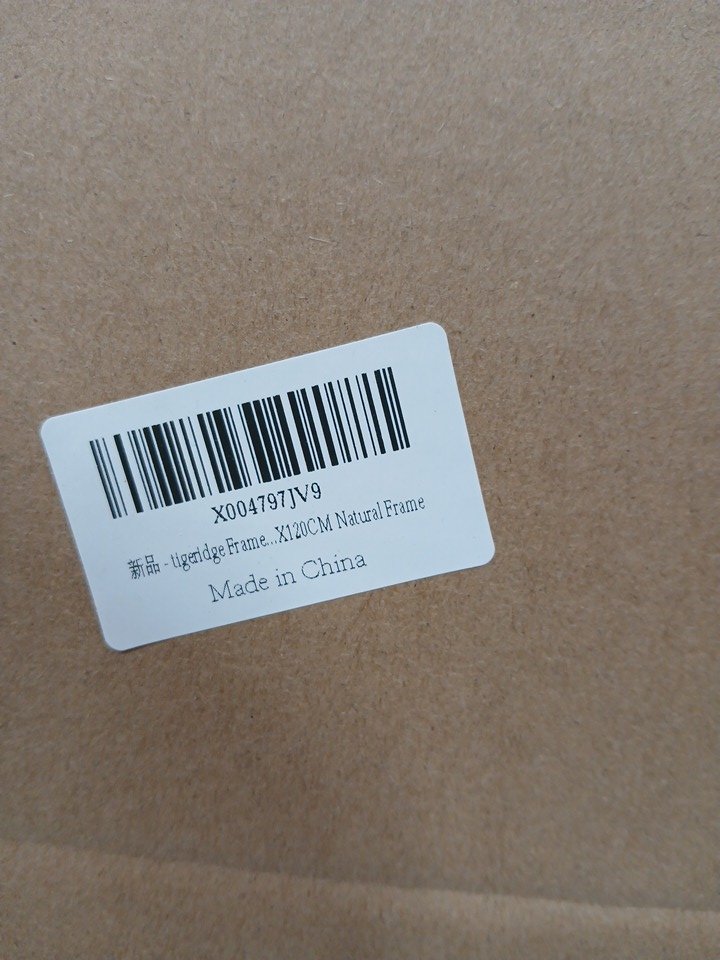 X004797JV9
新品 - tigeridge Frame...X120CM Natural Frame
Made in China